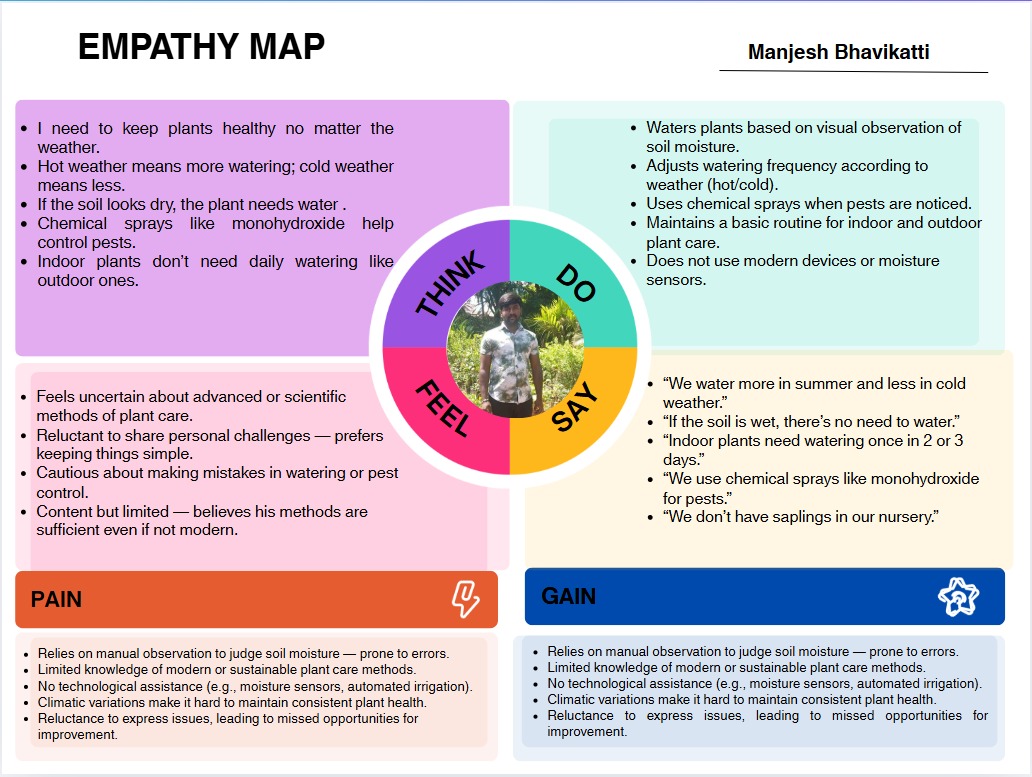 EMPATHY MAP
Manjesh Bhavikatti
• I need to keep plants healthy no matter the
weather.
• Hot weather means more watering; cold weather
means less.
• If the soil looks dry, the plant needs water .
• Chemical sprays like monohydroxide help
control pests.
• Indoor plants don’t need daily watering like
outdoor ones.
• Waters plants based on visual observation of
soil moisture.
• Adjusts watering frequency according to
weather (hot/cold).
• Uses chemical sprays when pests are noticed.
• Maintains a basic routine for indoor and outdoor
plant care.
• Does not use modern devices or moisture
sensors.
THINK
DO
FEEL
SAY
• Feels uncertain about advanced or scientific
methods of plant care.
• Reluctant to share personal challenges — prefers
keeping things simple.
• Cautious about making mistakes in watering or pest
control.
• Content but limited — believes his methods are
sufficient even if not modern.
• “We water more in summer and less in cold
weather.”
• “If the soil is wet, there’s no need to water.”
• “Indoor plants need watering once in 2 or 3
days.”
• “We use chemical sprays like monohydroxide
for pests.”
• “We don’t have saplings in our nursery.”
PAIN
• Relies on manual observation to judge soil moisture — prone to errors.
• Limited knowledge of modern or sustainable plant care methods.
• No technological assistance (e.g., moisture sensors, automated irrigation).
• Climatic variations make it hard to maintain consistent plant health.
• Reluctance to express issues, leading to missed opportunities for
improvement.
GAIN
• Relies on manual observation to judge soil moisture — prone to errors.
• Limited knowledge of modern or sustainable plant care methods.
• No technological assistance (e.g., moisture sensors, automated irrigation).
• Climatic variations make it hard to maintain consistent plant health.
• Reluctance to express issues, leading to missed opportunities for
improvement.